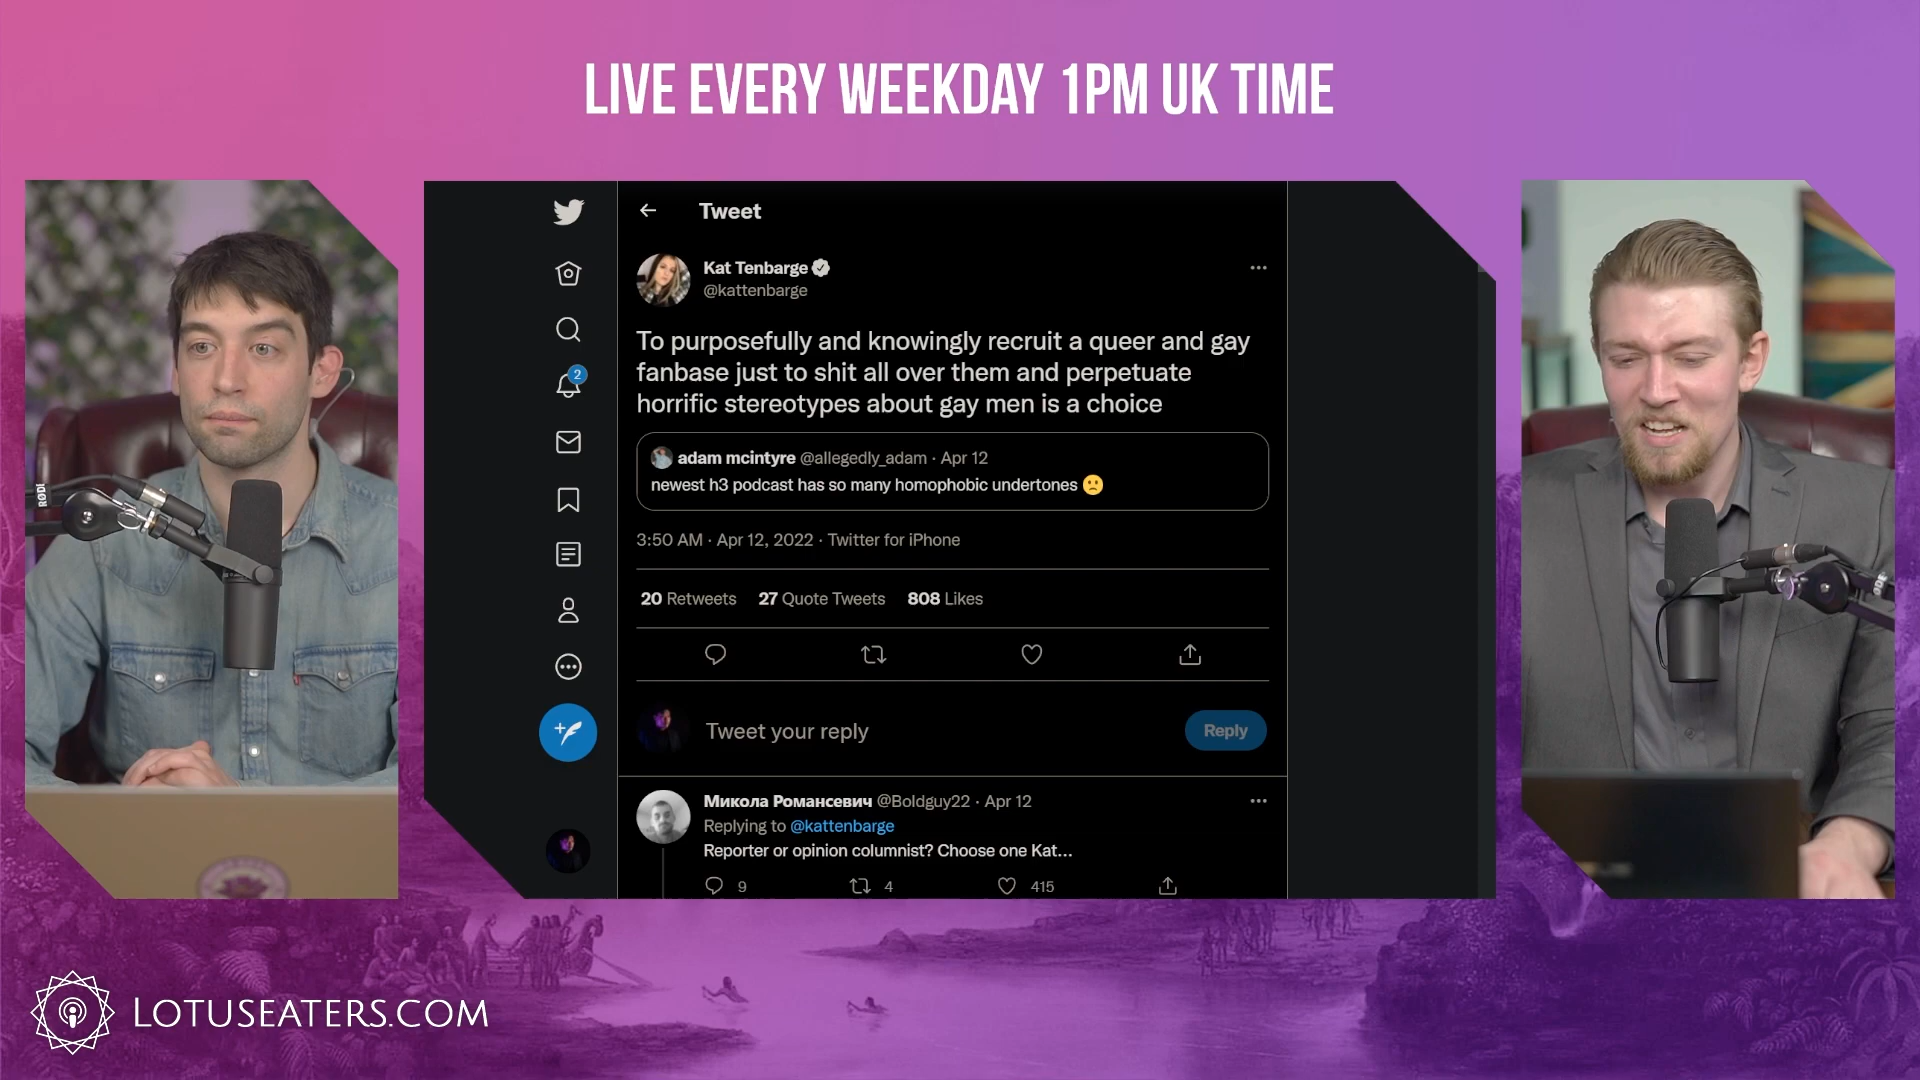 LIVE EVERY WEEKDAY 1PM UK TIME
Tweet
Kat Tenbarge
@kattenbarge
To purposefully and knowingly recruit a queer and gay
fanbase just to shit all over them and perpetuate
horrific stereotypes about gay men is a choice
adam mcintyre @allegedly_adam · Apr 12
newest h3 podcast has so many homophobic undertones 🙁
3:50 AM · Apr 12, 2022 · Twitter for iPhone
20 Retweets 27 Quote Tweets 808 Likes
Tweet your reply
Reply
Микола Романсевич @Boldguy22 · Apr 12
Replying to @kattenbarge
Reporter or opinion columnist? Choose one Kat...
9 4 415
2
RØDE
LOTUSEATERS.COM